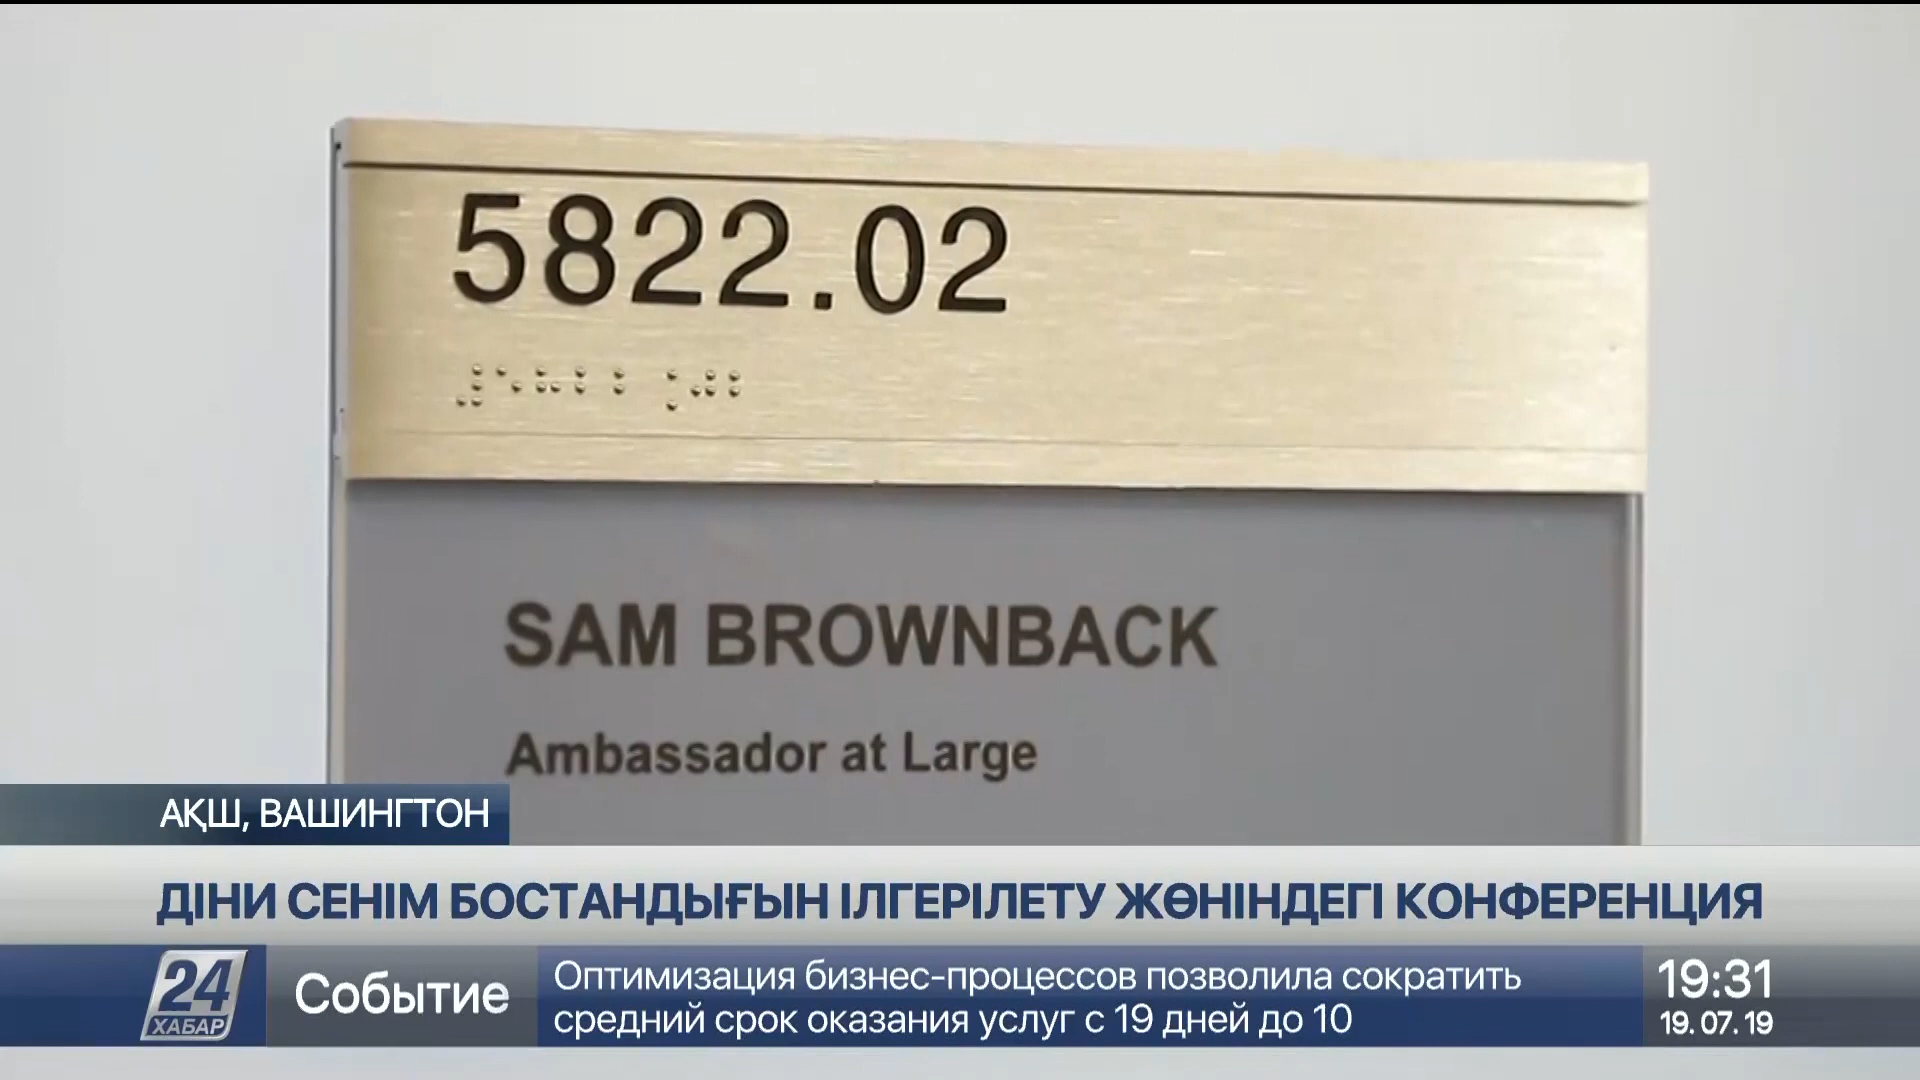 5822.02
SAM BROWNBACK
Ambassador at Large
АҚШ, ВАШИНГТОН
ДІНИ СЕНІМ БОСТАНДЫҒЫН ІЛГЕРІЛЕТУ ЖӨНІНДЕГІ КОНФЕРЕНЦИЯ
24
ХАБАР
Событие
Оптимизация бизнес-процессов позволила сократить
средний срок оказания услуг с 19 дней до 10
19:31
19. 07. 19